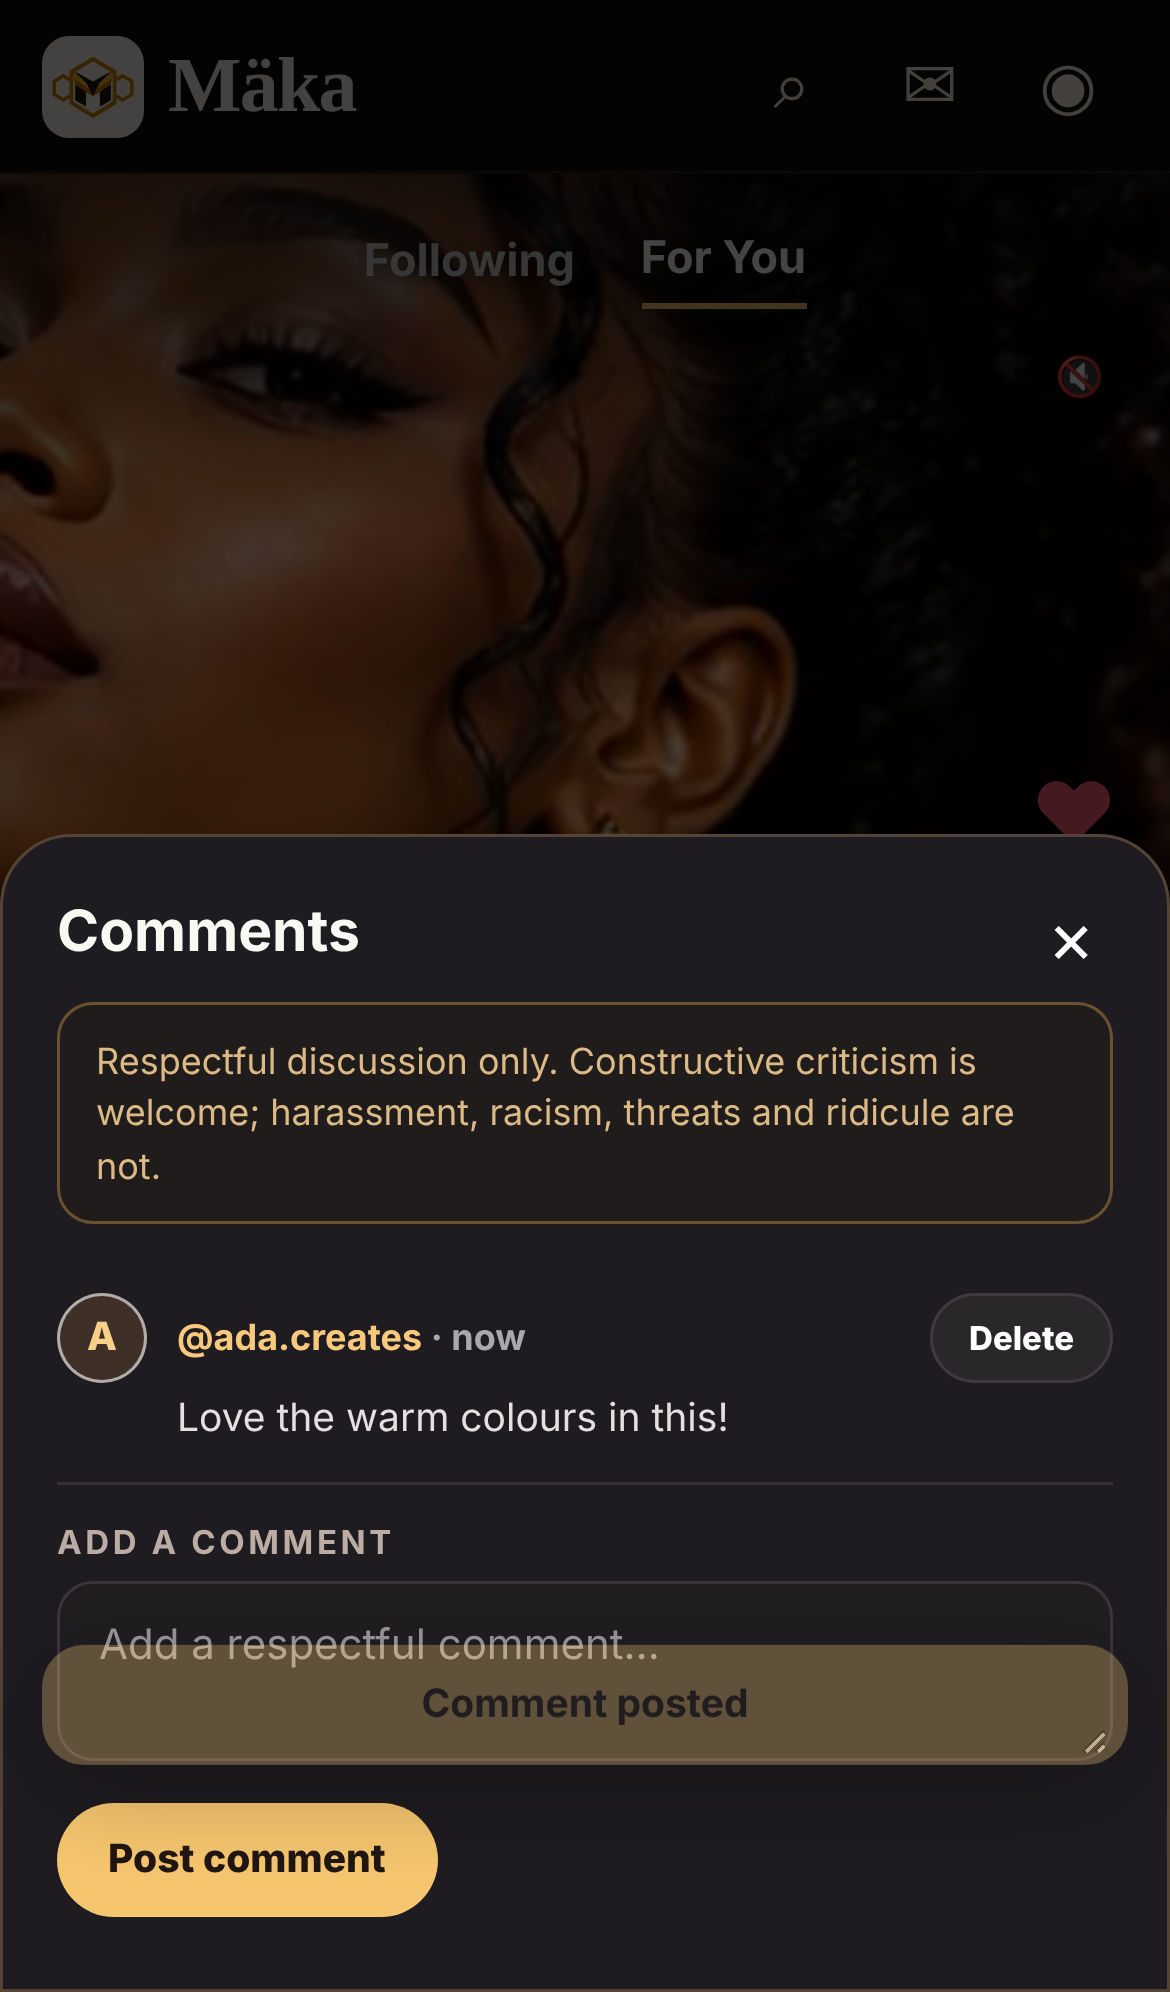 Mäka
Following For You
Comments
Respectful discussion only. Constructive criticism is
welcome; harassment, racism, threats and ridicule are
not.
A
@ada.creates · now
Delete
Love the warm colours in this!
ADD A COMMENT
Add a respectful comment...
Comment posted
Post comment